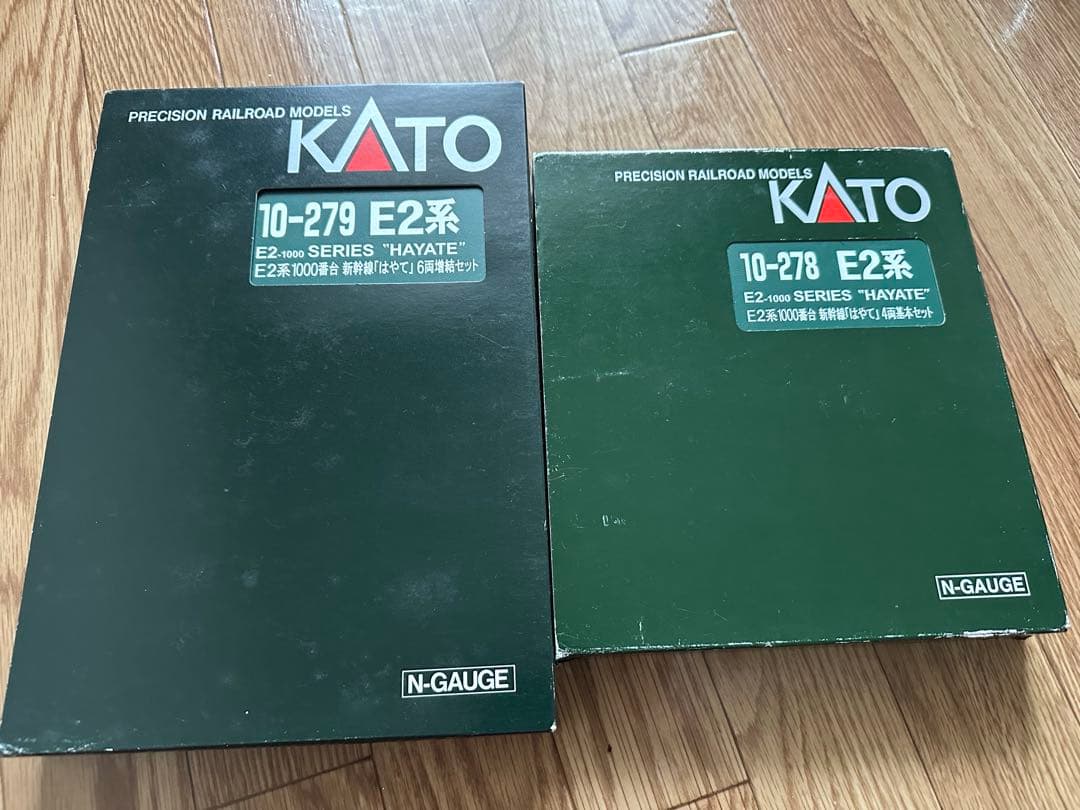 PRECISION RAILROAD MODELS
KATO
10-279 E2系
E2-1000 SERIES "HAYATE"
E2系1000番台 新幹線「はやて」6両増結セット
N-GAUGE
PRECISION RAILROAD MODELS
KATO
10-278 E2系
E2-1000 SERIES "HAYATE"
E2系1000番台 新幹線「はやて」4両基本セット
N-GAUGE